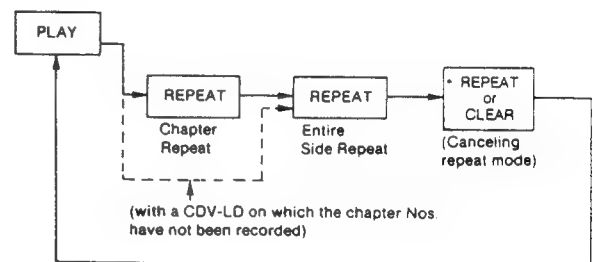 PLAY
REPEAT
Chapter
Repeat
REPEAT
Entire
Side Repeat
* REPEAT
or
CLEAR
(Canceling
repeat mode)
(with a CDV-LD on which the chapter Nos.
have not been recorded)